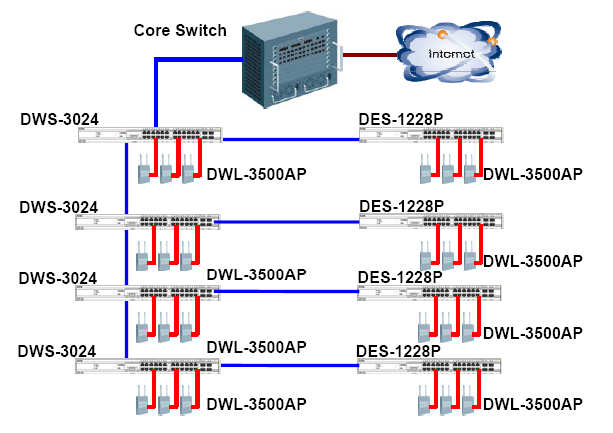 Core Switch
Internet
DWS-3024
DES-1228P
DWL-3500AP
DWL-3500AP
DWS-3024
DES-1228P
DWL-3500AP
DWL-3500AP
DWS-3024
DES-1228P
DWL-3500AP
DWL-3500AP
DWS-3024
DES-1228P
DWL-3500AP
DWL-3500AP